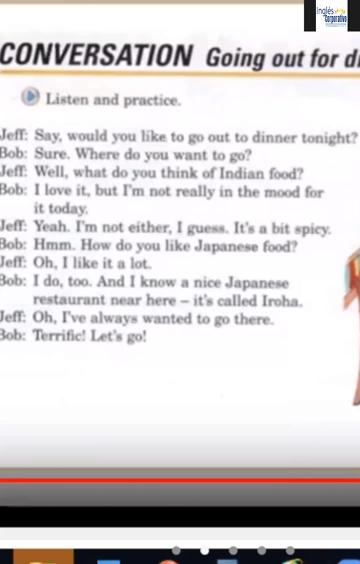 Inglés
Corporativo
CONVERSATION Going out for di
Listen and practice.
Jeff: Say, would you like to go out to dinner tonight?
Bob: Sure. Where do you want to go?
Jeff: Well, what do you think of Indian food?
Bob: I love it, but I'm not really in the mood for
it today.
Jeff: Yeah. I'm not either, I guess. It's a bit spicy.
Bob: Hmm. How do you like Japanese food?
Jeff: Oh, I like it a lot.
Bob: I do, too. And I know a nice Japanese
restaurant near here – it's called Iroha.
Jeff: Oh, I've always wanted to go there.
Bob: Terrific! Let's go!